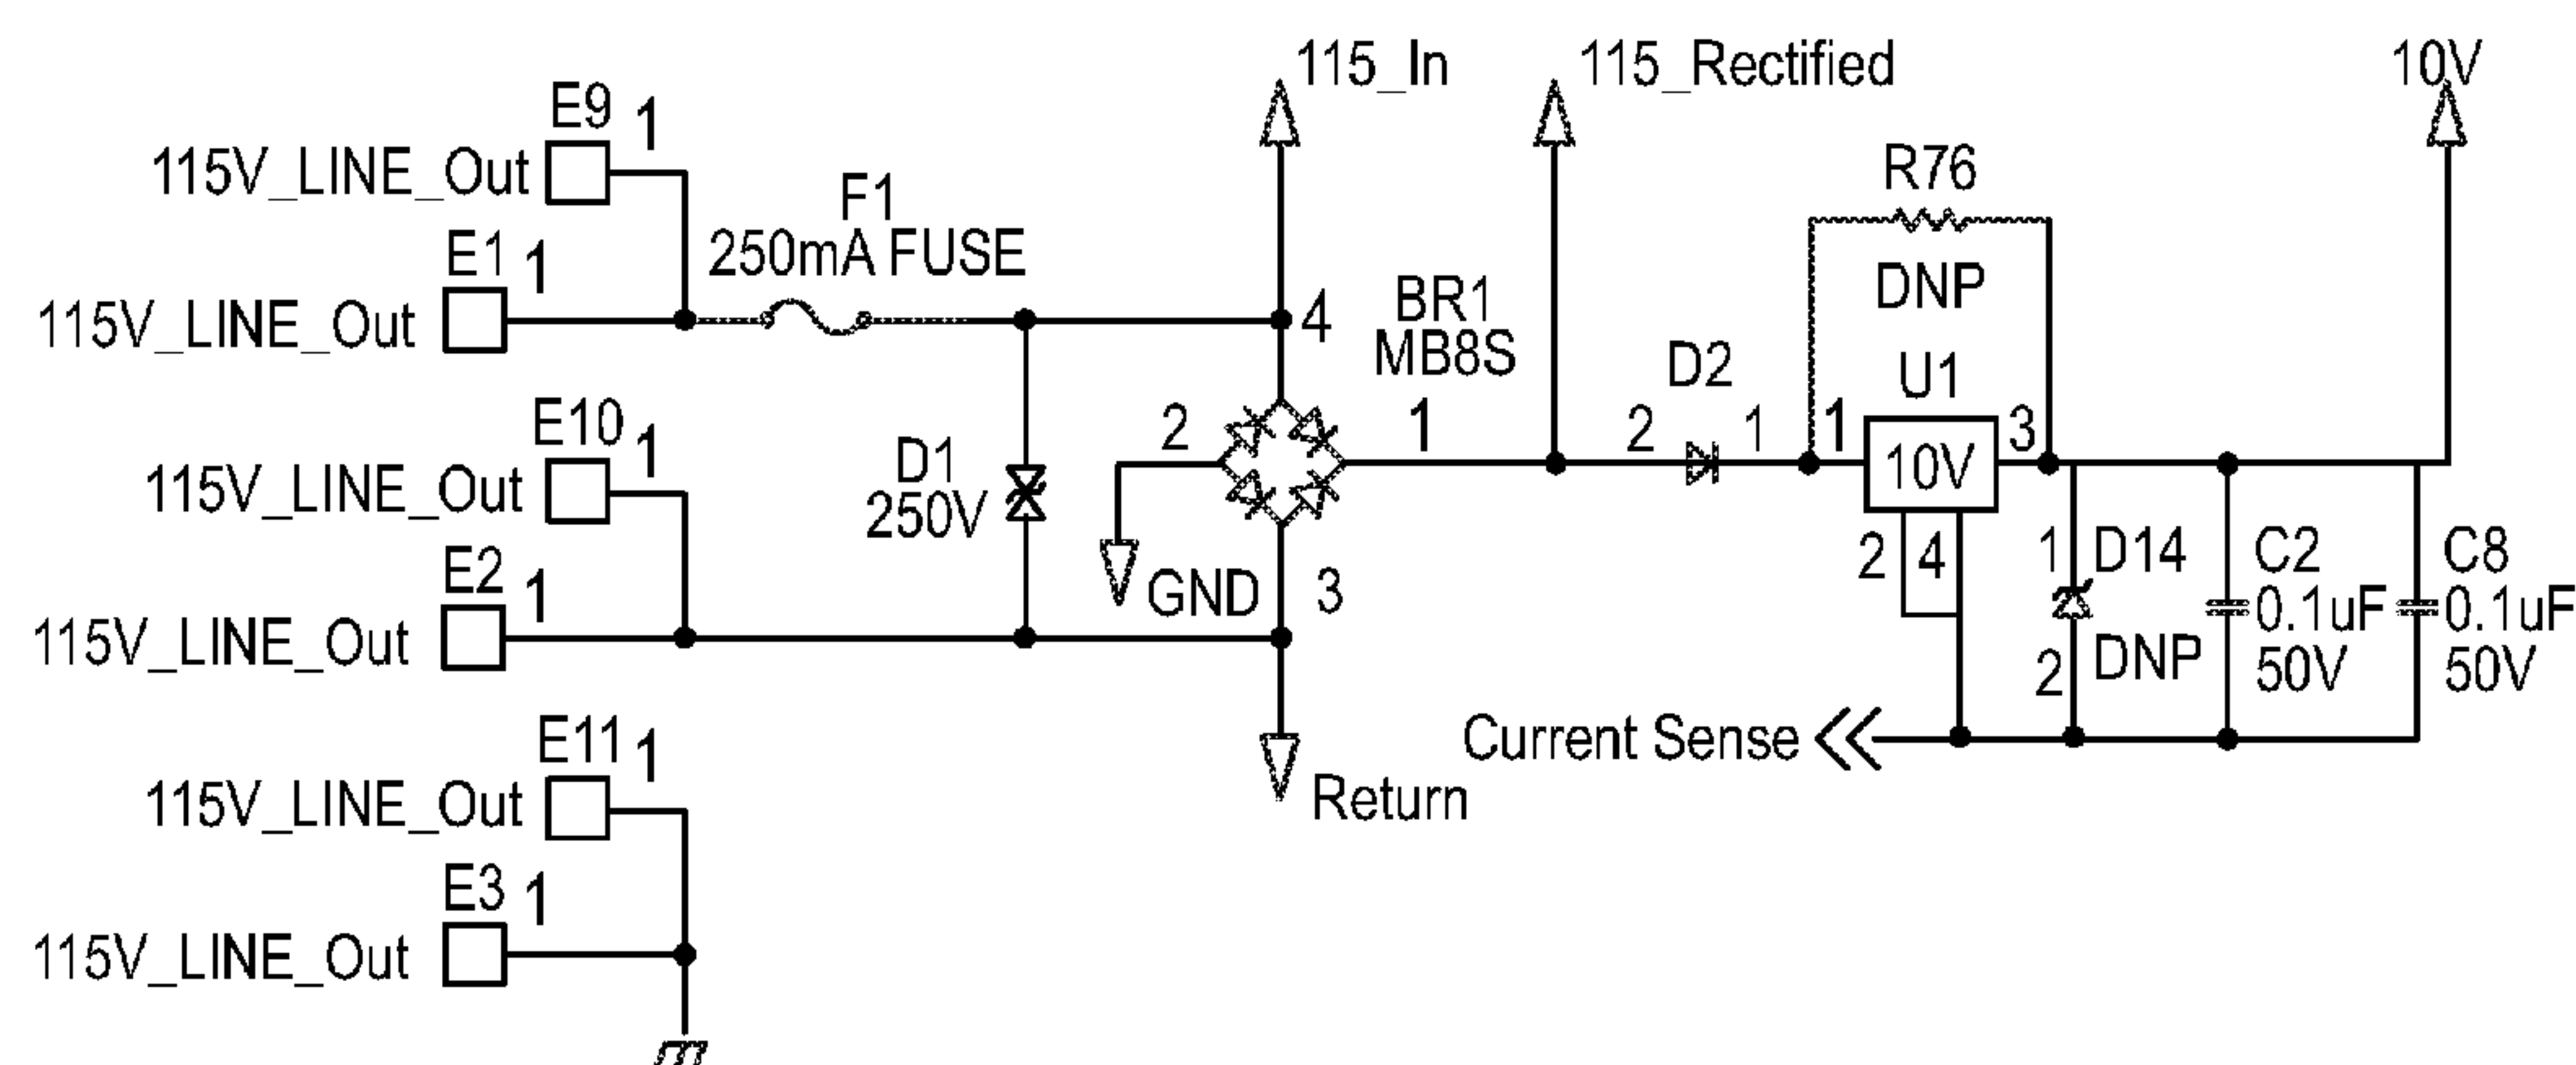 115_In
115_Rectified
10V
E9
1
115V_LINE_Out
R76
F1
250mA FUSE
E1
1
115V_LINE_Out
4
DNP
BR1
MB8S
D2
U1
E10
1
115V_LINE_Out
2
1
2
1
1
10V
3
D1
250V
2
4
1
D14
DNP
2
C2
0.1uF
50V
C8
0.1uF
50V
GND
3
E2
1
115V_LINE_Out
Current Sense
Return
E11
1
115V_LINE_Out
E3
1
115V_LINE_Out